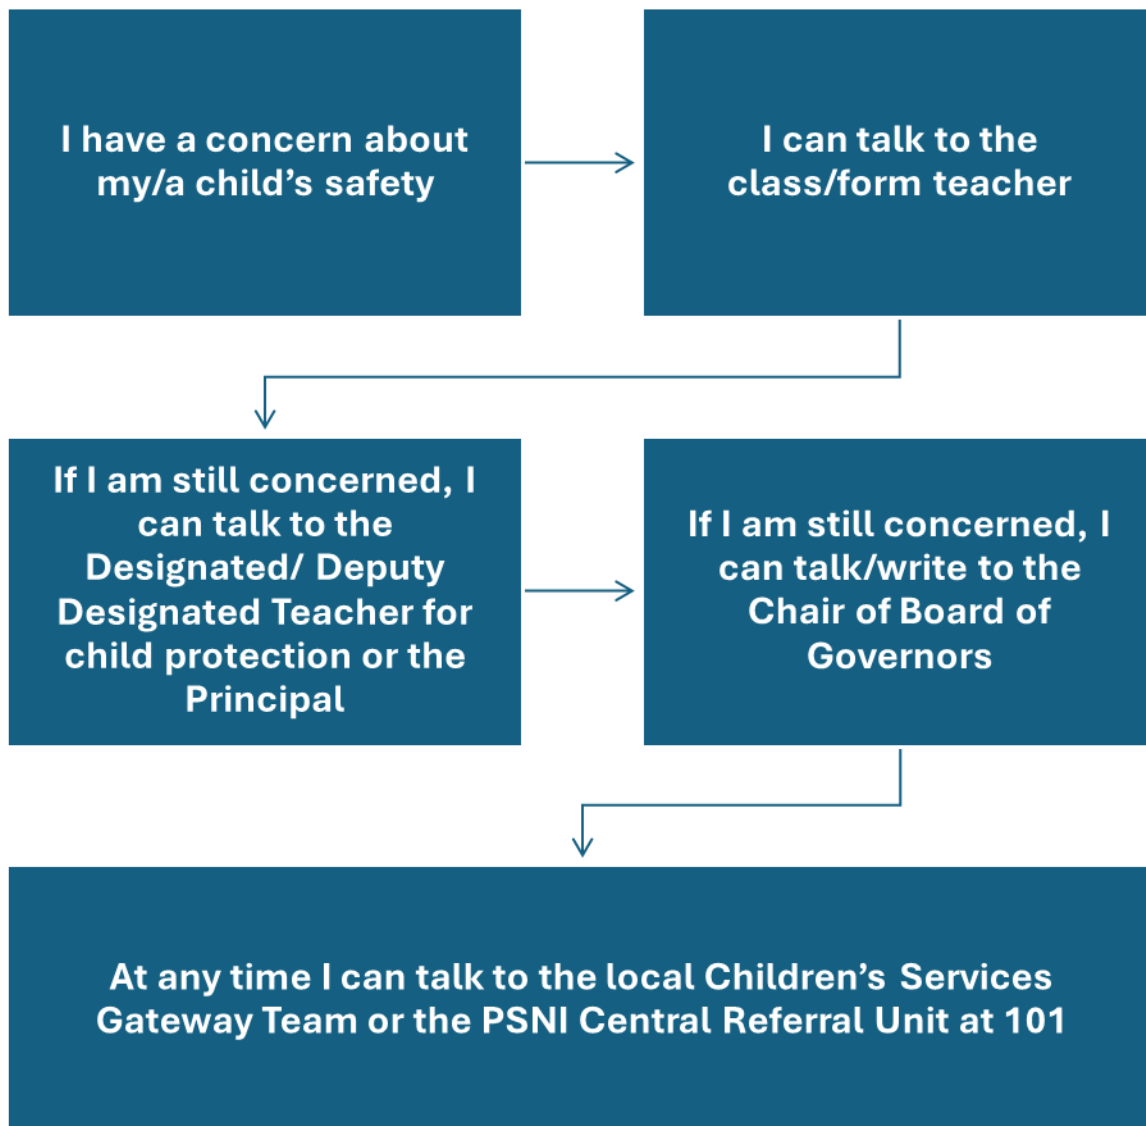 I have a concern about
my/a child’s safety
I can talk to the
class/form teacher
If I am still concerned, I
can talk to the
Designated/ Deputy
Designated Teacher for
child protection or the
Principal
If I am still concerned, I
can talk/write to the
Chair of Board of
Governors
At any time I can talk to the local Children’s Services
Gateway Team or the PSNI Central Referral Unit at 101